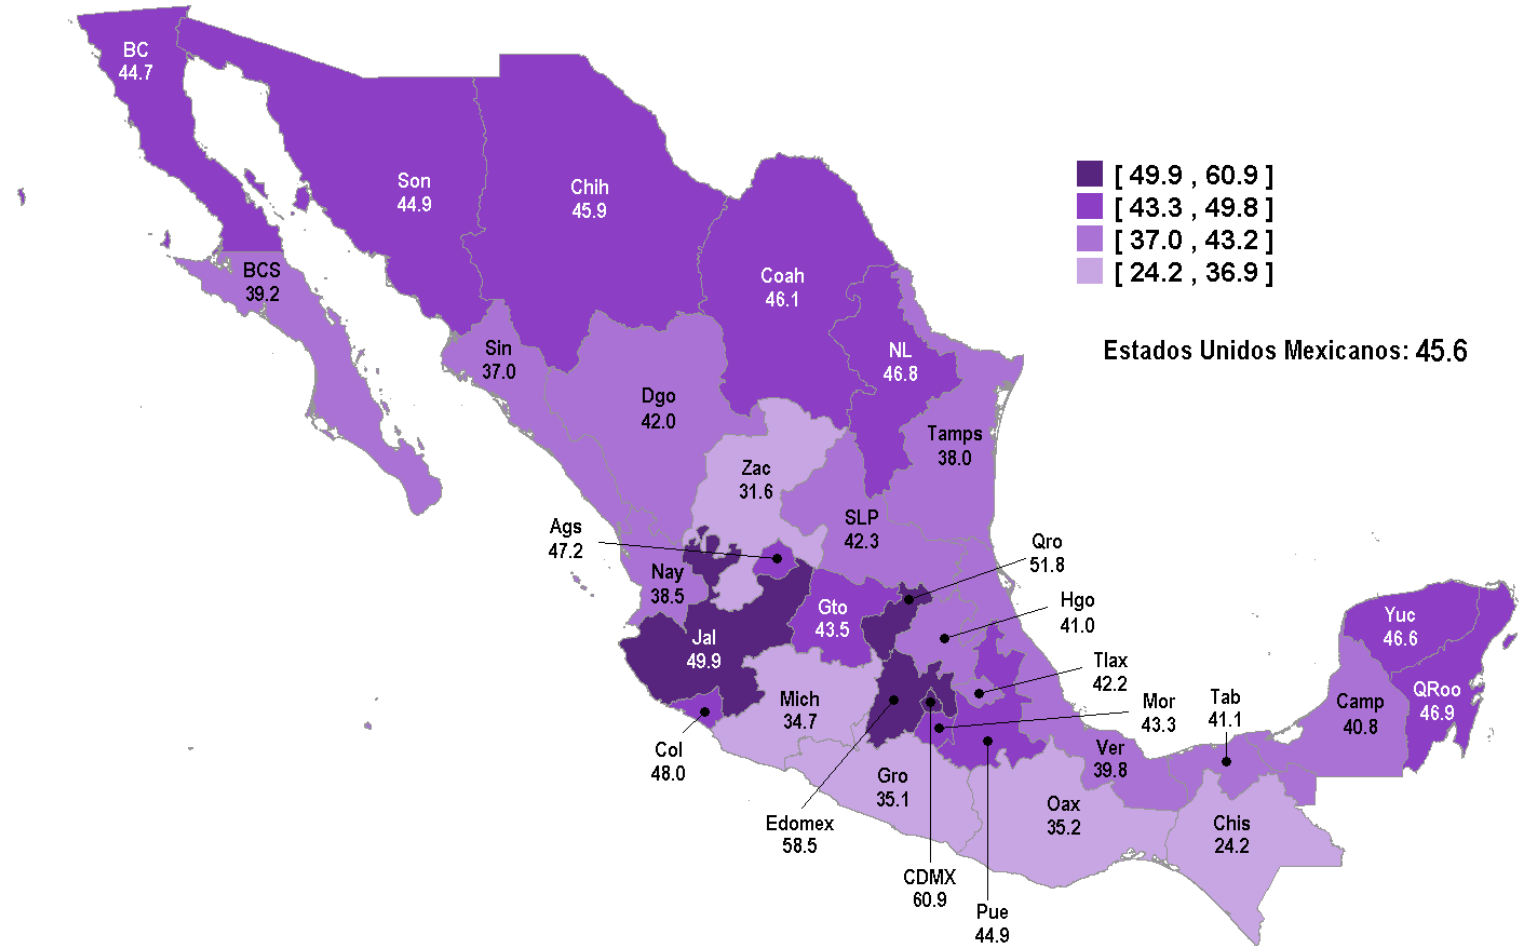 BC
44.7
Son
44.9
Chih
45.9
[ 49.9 , 60.9 ]
[ 43.3 , 49.8 ]
[ 37.0 , 43.2 ]
[ 24.2 , 36.9 ]
BCS
39.2
Coah
46.1
Estados Unidos Mexicanos: 45.6
Sin
37.0
NL
46.8
Dgo
42.0
Tamps
38.0
Zac
31.6
Ags
47.2
SLP
42.3
Qro
51.8
Nay
38.5
Gto
43.5
Hgo
41.0
Jal
49.9
Yuc
46.6
Tlax
42.2
Mich
34.7
Mor
43.3
Tab
41.1
Camp
40.8
QRoo
46.9
Col
48.0
Ver
39.8
Gro
35.1
Oax
35.2
Chis
24.2
Edomex
58.5
CDMX
60.9
Pue
44.9